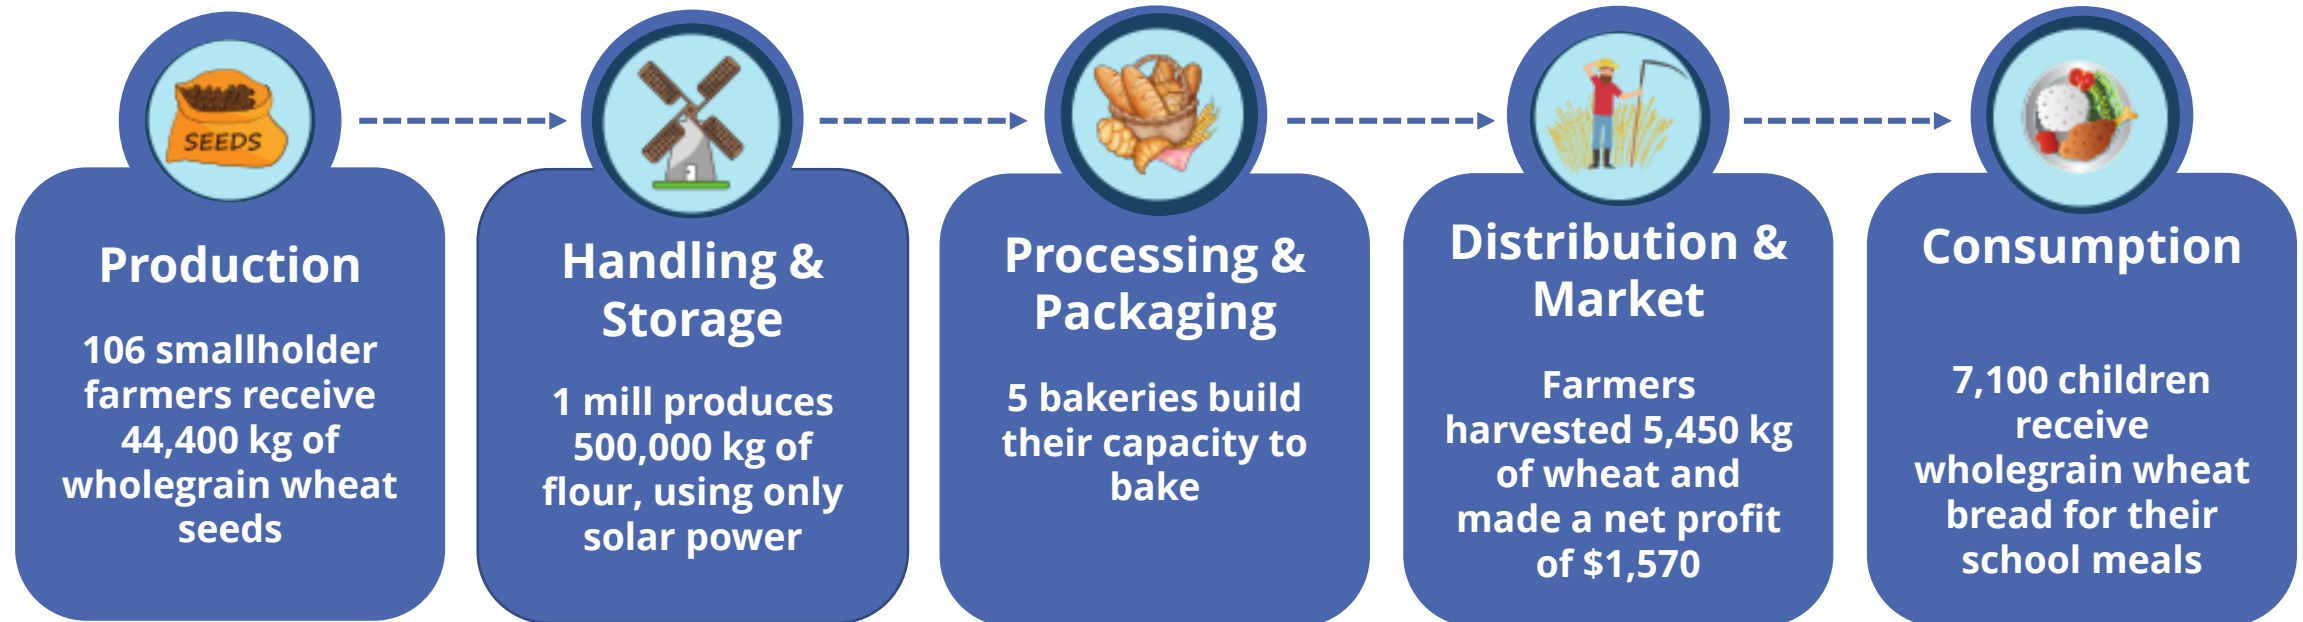 SEEDS
Production
106 smallholder
farmers receive
44,400 kg of
wholegrain wheat
seeds
Handling &
Storage
1 mill produces
500,000 kg of
flour, using only
solar power
Processing &
Packaging
5 bakeries build
their capacity to
bake
Distribution &
Market
Farmers
harvested 5,450 kg
of wheat and
made a net profit
of $1,570
Consumption
7,100 children
receive
wholegrain wheat
bread for their
school meals